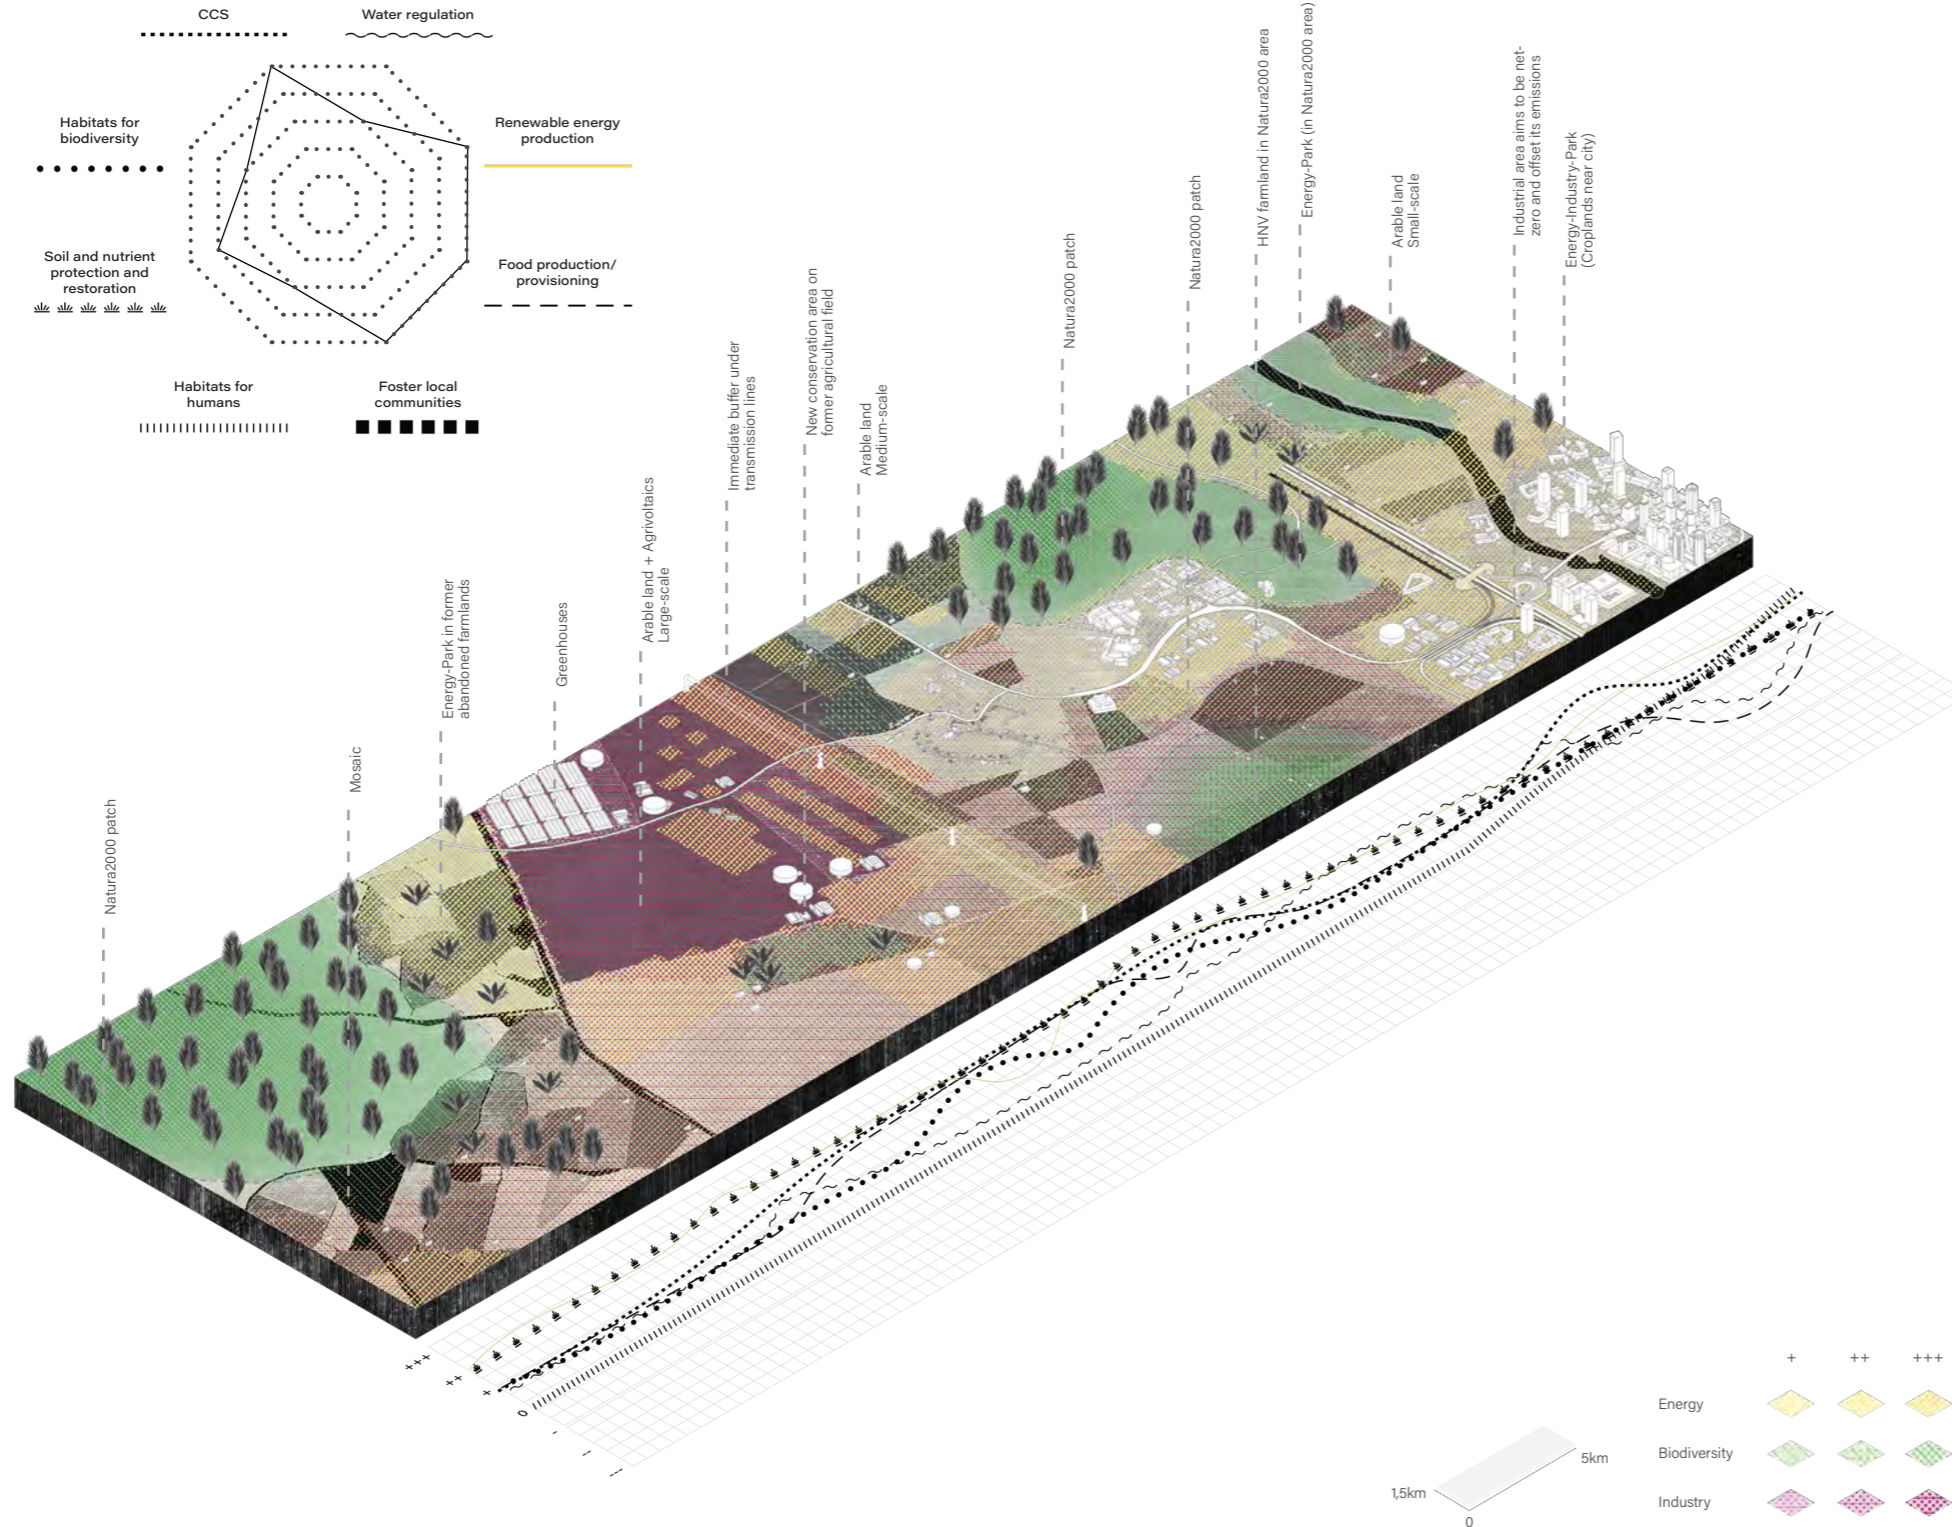 CCS
Water regulation
Habitats for
biodiversity
Renewable energy
production
Soil and nutrient
protection and
restoration
Food production/
provisioning
Habitats for
humans
Foster local
communities
Natura2000 patch
Mosaic
Energy-Park in former
abandoned farmlands
Greenhouses
Arable land + Agrivoltaics
Large-scale
Immediate buffer under
transmission lines
New conservation area on
former agricultural field
Arable land
Medium-scale
Natura2000 patch
Natura2000 patch
HNV farmland in Natura2000 area
Energy-Park (in Natura2000 area)
Arable land
Small-scale
Industrial area aims to be net-
zero and offset its emissions
Energy-Industry-Park
(Croplands near city)
+++
++
+
0
-
--
---
+ ++ +++
Energy
Biodiversity
Industry
1,5km
5km
0